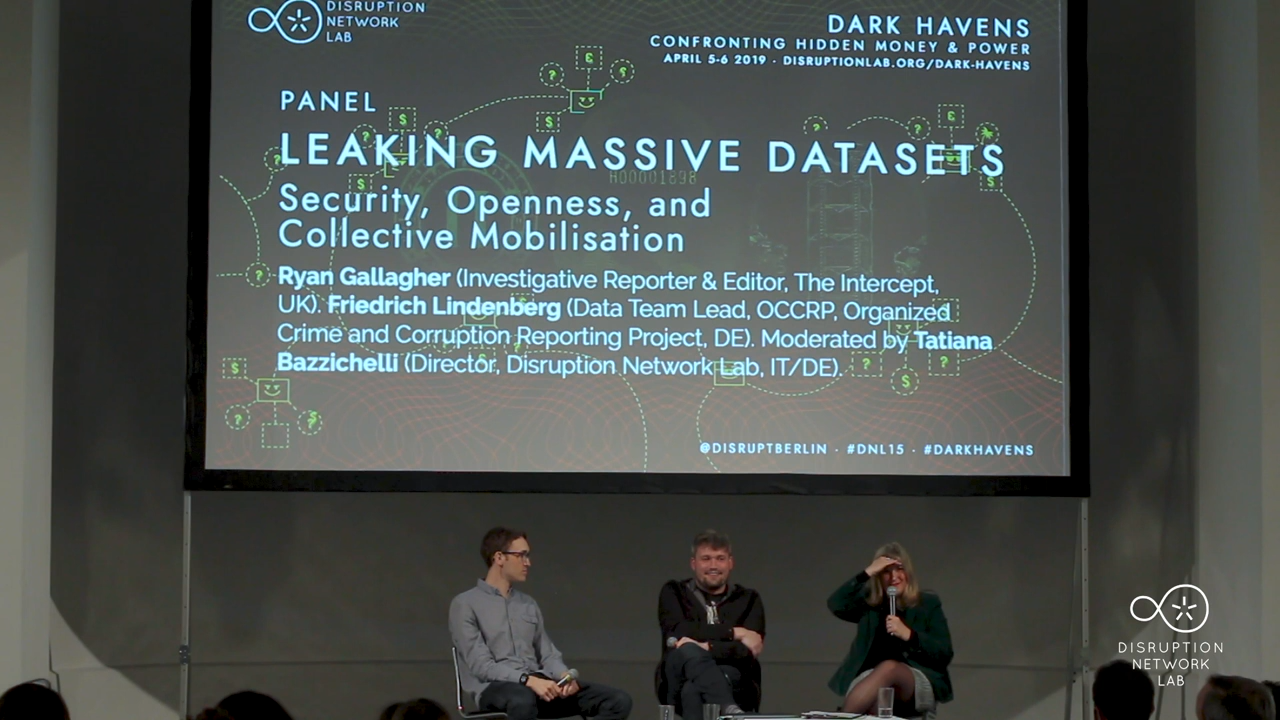 DISRUPTION
NETWORK
LAB
DARK HAVENS
CONFRONTING HIDDEN MONEY & POWER
APRIL 5-6 2019 · DISRUPTIONLAB.ORG/DARK-HAVENS
PANEL
LEAKING MASSIVE DATASETS
H00001898
Security, Openness, and
Collective Mobilisation
Ryan Gallagher (Investigative Reporter & Editor, The Intercept,
UK). Friedrich Lindenberg (Data Team Lead, OCCRP, Organized
Crime and Corruption Reporting Project, DE). Moderated by Tatiana
Bazzichelli (Director, Disruption Network Lab, IT/DE).
@DISRUPTBERLIN · #DNL15 · #DARKHAVENS
DISRUPTION
NETWORK
LAB